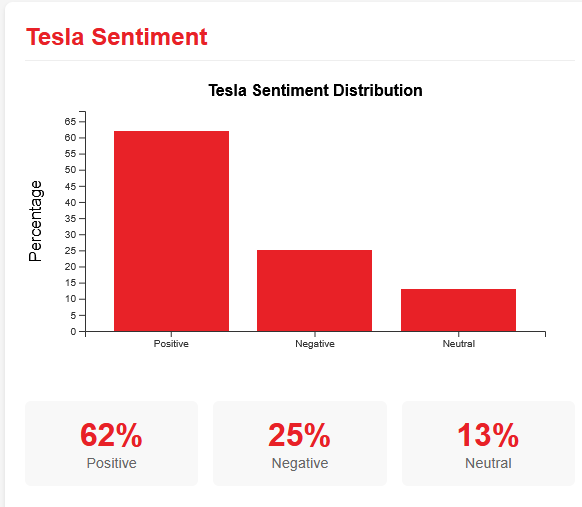 Tesla Sentiment
Tesla Sentiment Distribution
Percentage
65
60
55
50
45
40
35
30
25
20
15
10
5
0
Positive Negative Neutral
62% 25% 13%
Positive Negative Neutral